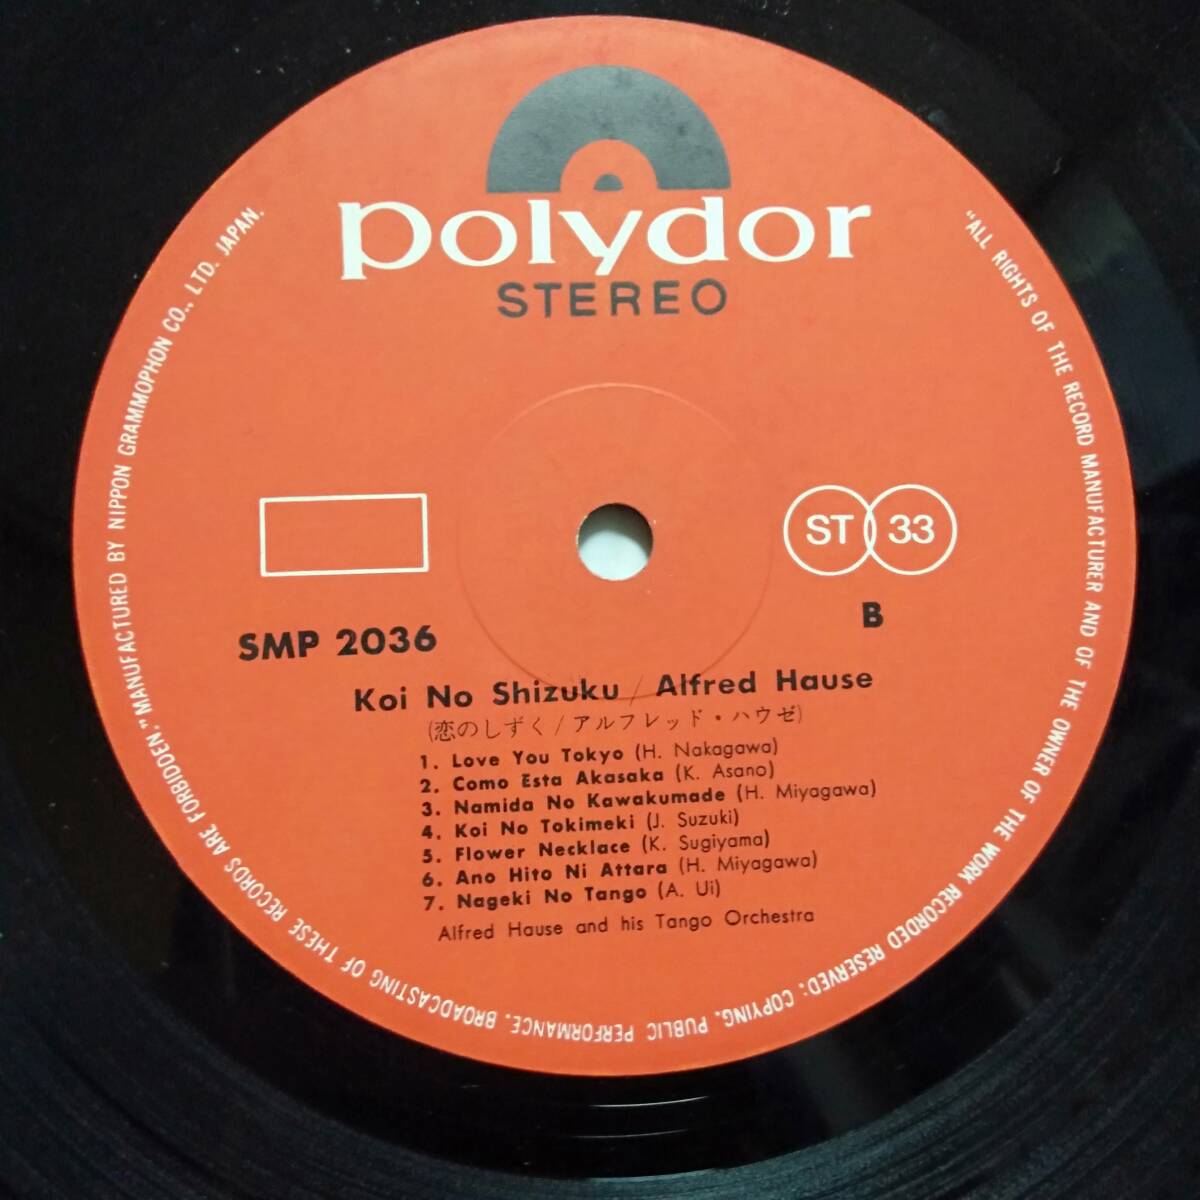 polydor
STEREO
ST 33
SMP 2036
B
Koi No Shizuku / Alfred Hause
(恋のしずく/アルフレッド・ハウゼ)
1. Love You Tokyo (H. Nakagawa)
2. Como Esta Akasaka (K. Asano)
3. Namida No Kawakumade (H. Miyagawa)
4. Koi No Tokimeki (J. Suzuki)
5. Flower Necklace (K. Sugiyama)
6. Ano Hito Ni Attara (H. Miyagawa)
7. Nageki No Tango (A. Ui)
Alfred Hause and his Tango Orchestra
"ALL RIGHTS OF THE RECORD MANUFACTURER AND OF THE OWNER OF THE WORK RECORDED RESERVED: COPYING. PUBLIC PERFORMANCE. BROADCASTING OF THESE RECORDS ARE FORBIDDEN." MANUFACTURED BY NIPPON GRAMMOPHON CO., LTD. JAPAN.